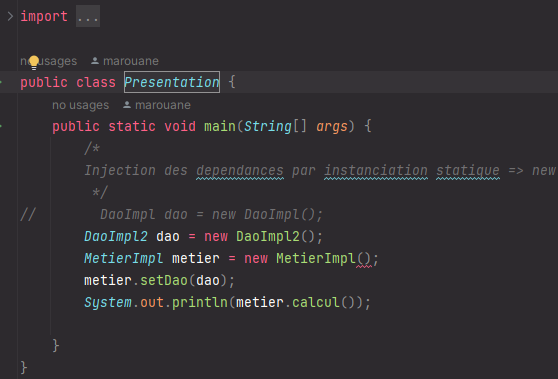 import ...
no usages marouane
public class Presentation {
no usages marouane
public static void main(String[] args) {
/*
Injection des dependances par instanciation statique => new
*/
// DaoImpl dao = new DaoImpl();
DaoImpl2 dao = new DaoImpl2();
MetierImpl metier = new MetierImpl();
metier.setDao(dao);
System.out.println(metier.calcul());
}
}